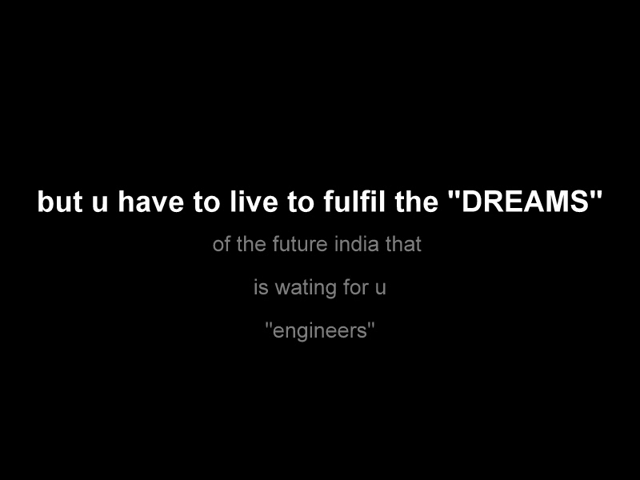 but u have to live to fulfil the "DREAMS"
of the future india that
is wating for u
"engineers"